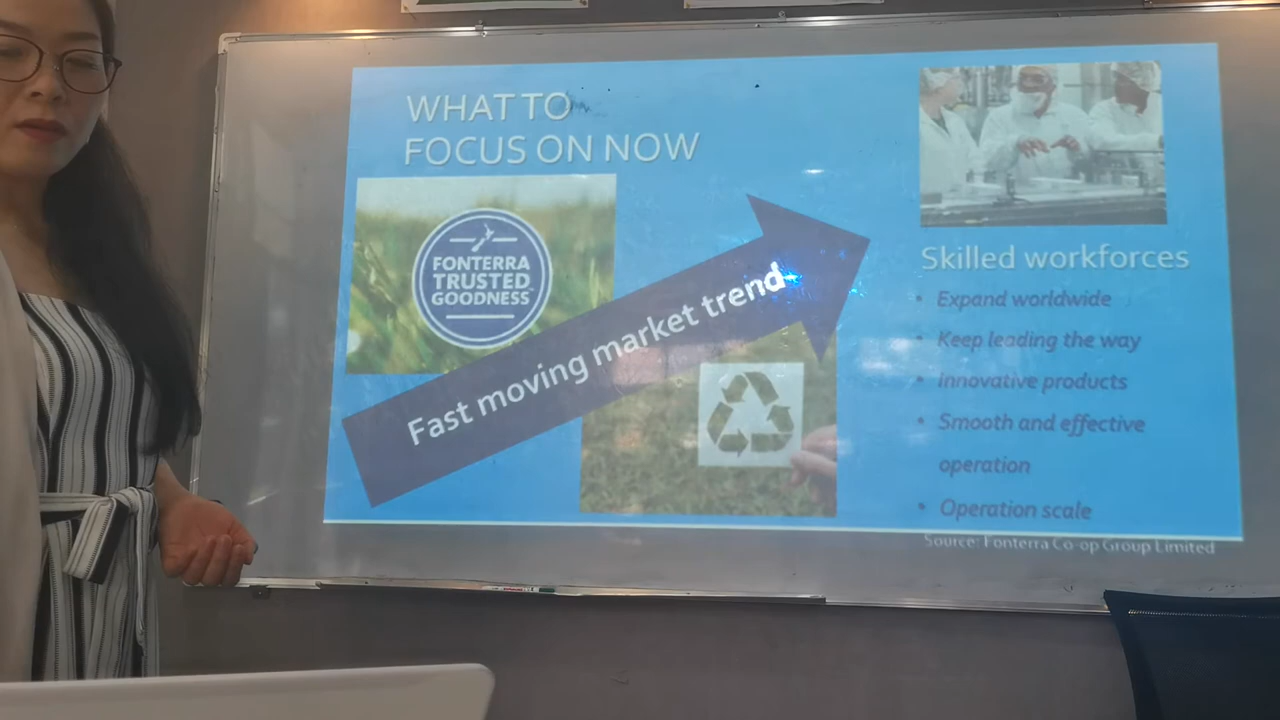 WHAT TO
FOCUS ON NOW
FONTERRA
TRUSTED
GOODNESS
Fast moving market trend
Skilled workforces
• Expand worldwide
• Keep leading the way
• Innovative products
• Smooth and effective
operation
• Operation scale
Source: Fonterra Co-op Group Limited